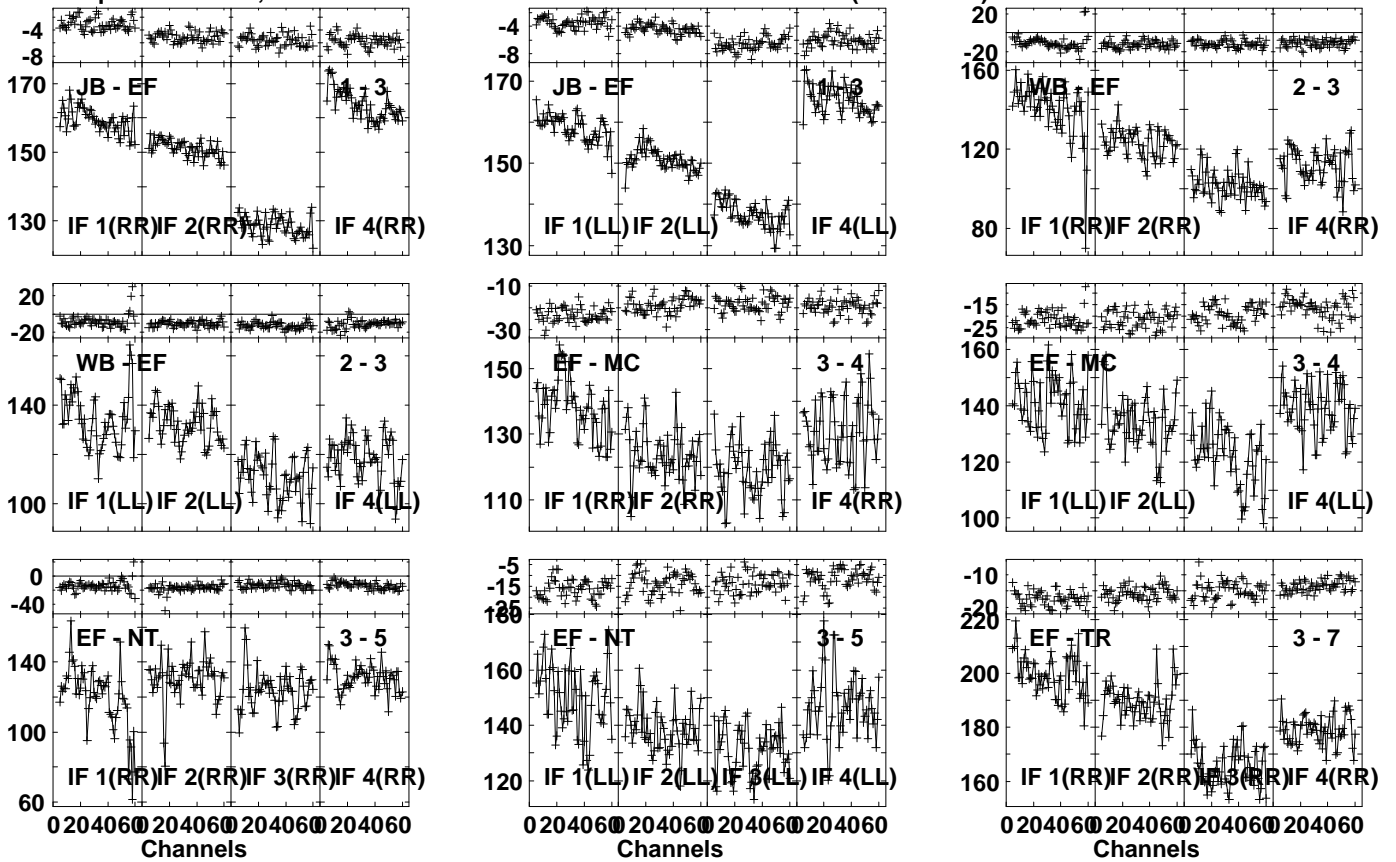 -4 -8 170 150 130 JB - EF 1 - 3 IF 1(RR) IF 2(RR) IF 4(RR)
-4 -8 170 150 130 JB - EF 1 - 3 IF 1(LL) IF 2(LL) IF 4(LL)
20 -20 160 120 80 WB - EF 2 - 3 IF 1(RR) IF 2(RR) IF 4(RR)
20 -20 140 100 WB - EF 2 - 3 IF 1(LL) IF 2(LL) IF 4(LL)
-10 -30 150 130 110 EF - MC 3 - 4 IF 1(RR) IF 2(RR) IF 4(RR)
-15 -25 160 140 120 100 EF - MC 3 - 4 IF 1(LL) IF 2(LL) IF 4(LL)
0 -40 140 100 60 EF - NT 3 - 5 IF 1(RR) IF 2(RR) IF 3(RR) IF 4(RR)
-5 -15 -25 180 160 140 120 EF - NT 3 - 5 IF 1(LL) IF 2(LL) IF 3(LL) IF 4(LL)
-10 -20 220 200 180 160 EF - TR 3 - 7 IF 1(RR) IF 2(RR) IF 3(RR) IF 4(RR)
0 20 40 60 0 20 40 60 0 20 40 60 0 20 40 60
0 20 40 60 0 20 40 60 0 20 40 60 0 20 40 60
0 20 40 60 0 20 40 60 0 20 40 60 0 20 40 60
Channels
Channels
Channels